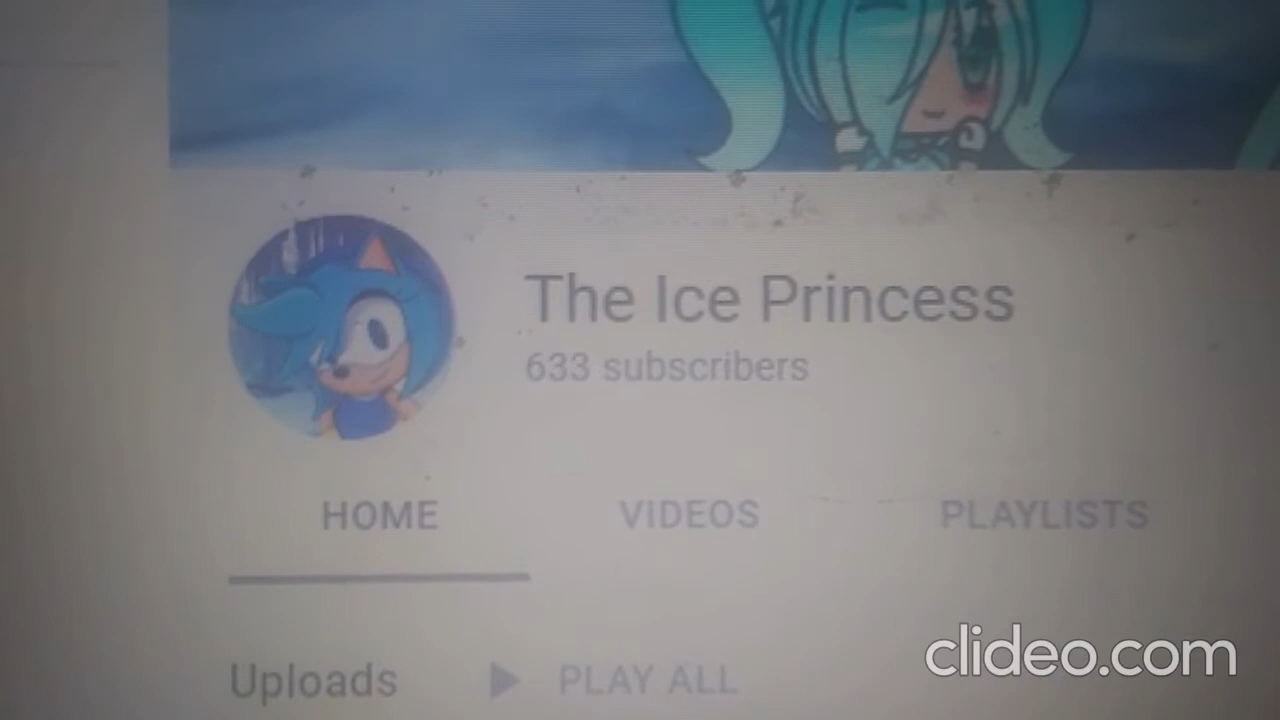 The Ice Princess
633 subscribers
HOME VIDEOS PLAYLISTS
Uploads ▶ PLAY ALL
clideo.com